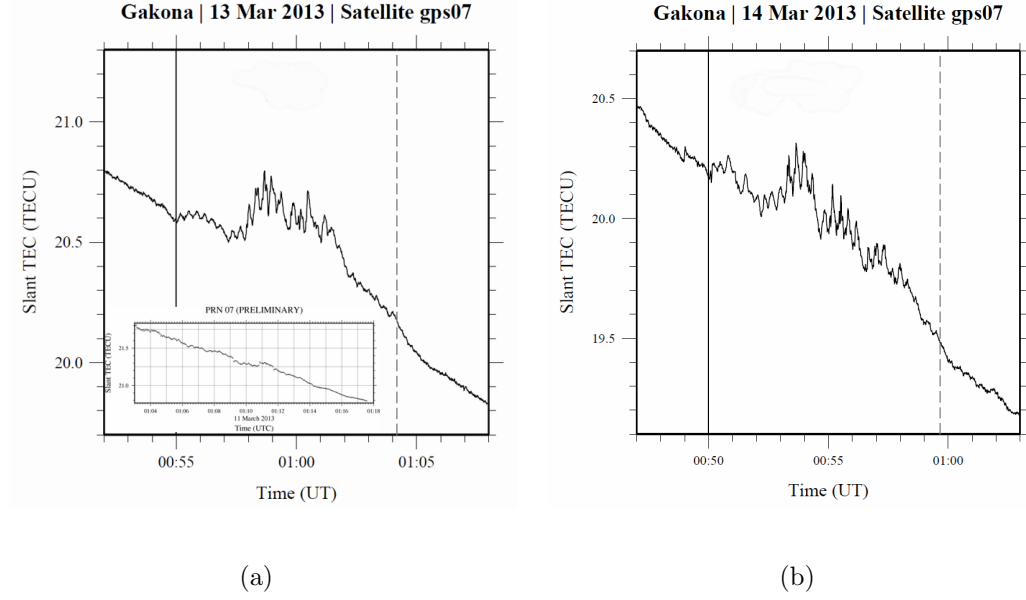 Gakona | 13 Mar 2013 | Satellite gps07
21.0
20.5
20.0
Slant TEC (TECU)
00:55
01:00
01:05
Time (UT)
PRN 07 (PRELIMINARY)
Slant TEC (TECU)
21.5
21.0
01:04
01:06
01:08
01:10
01:12
01:14
01:16
01:18
11 March 2013
Time (UTC)
(a)
Gakona | 14 Mar 2013 | Satellite gps07
20.5
20.0
19.5
Slant TEC (TECU)
00:50
00:55
01:00
Time (UT)
(b)